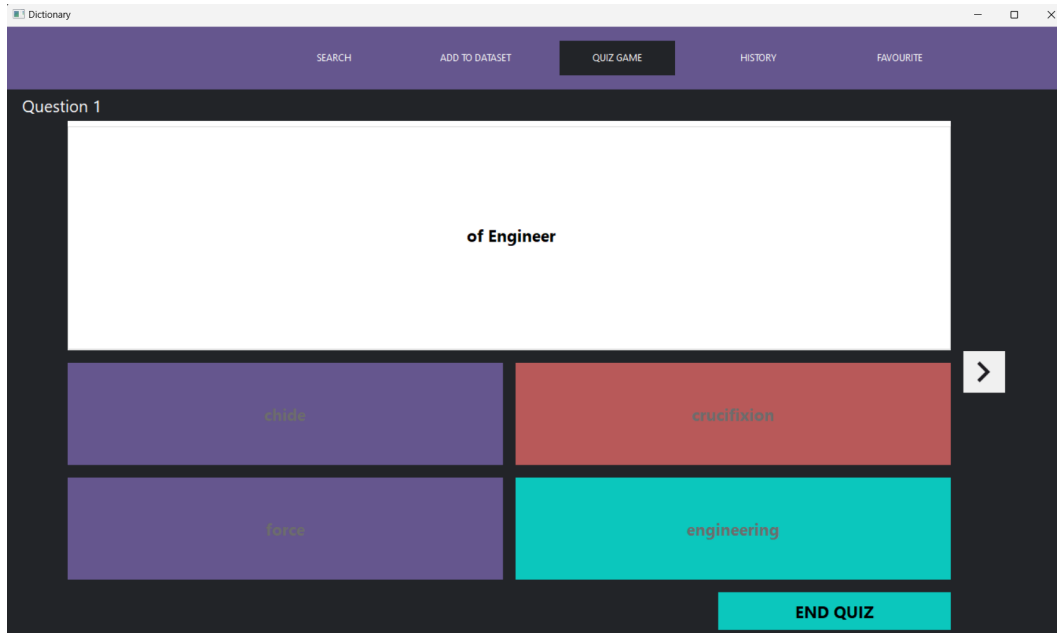 Dictionary
SEARCH ADD TO DATASET QUIZ GAME HISTORY FAVOURITE
Question 1
of Engineer
chide crucifixion
force engineering
END QUIZ